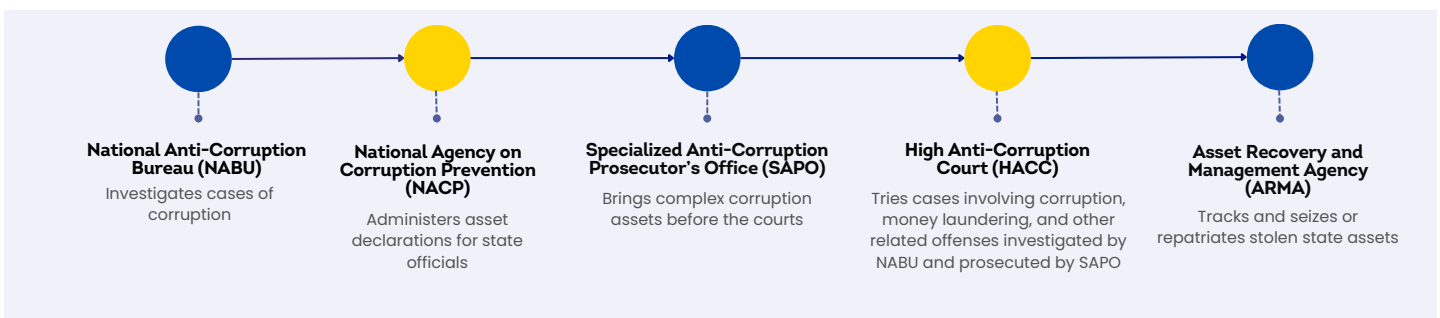 National Anti-Corruption
Bureau (NABU)
Investigates cases of
corruption
National Agency on
Corruption Prevention
(NACP)
Administers asset
declarations for state
officials
Specialized Anti-Corruption
Prosecutor's Office (SAPO)
Brings complex corruption
assets before the courts
High Anti-Corruption
Court (HACC)
Tries cases involving corruption,
money laundering, and other
related offenses investigated by
NABU and prosecuted by SAPO
Asset Recovery and
Management Agency
(ARMA)
Tracks and seizes or
repatriates stolen state assets